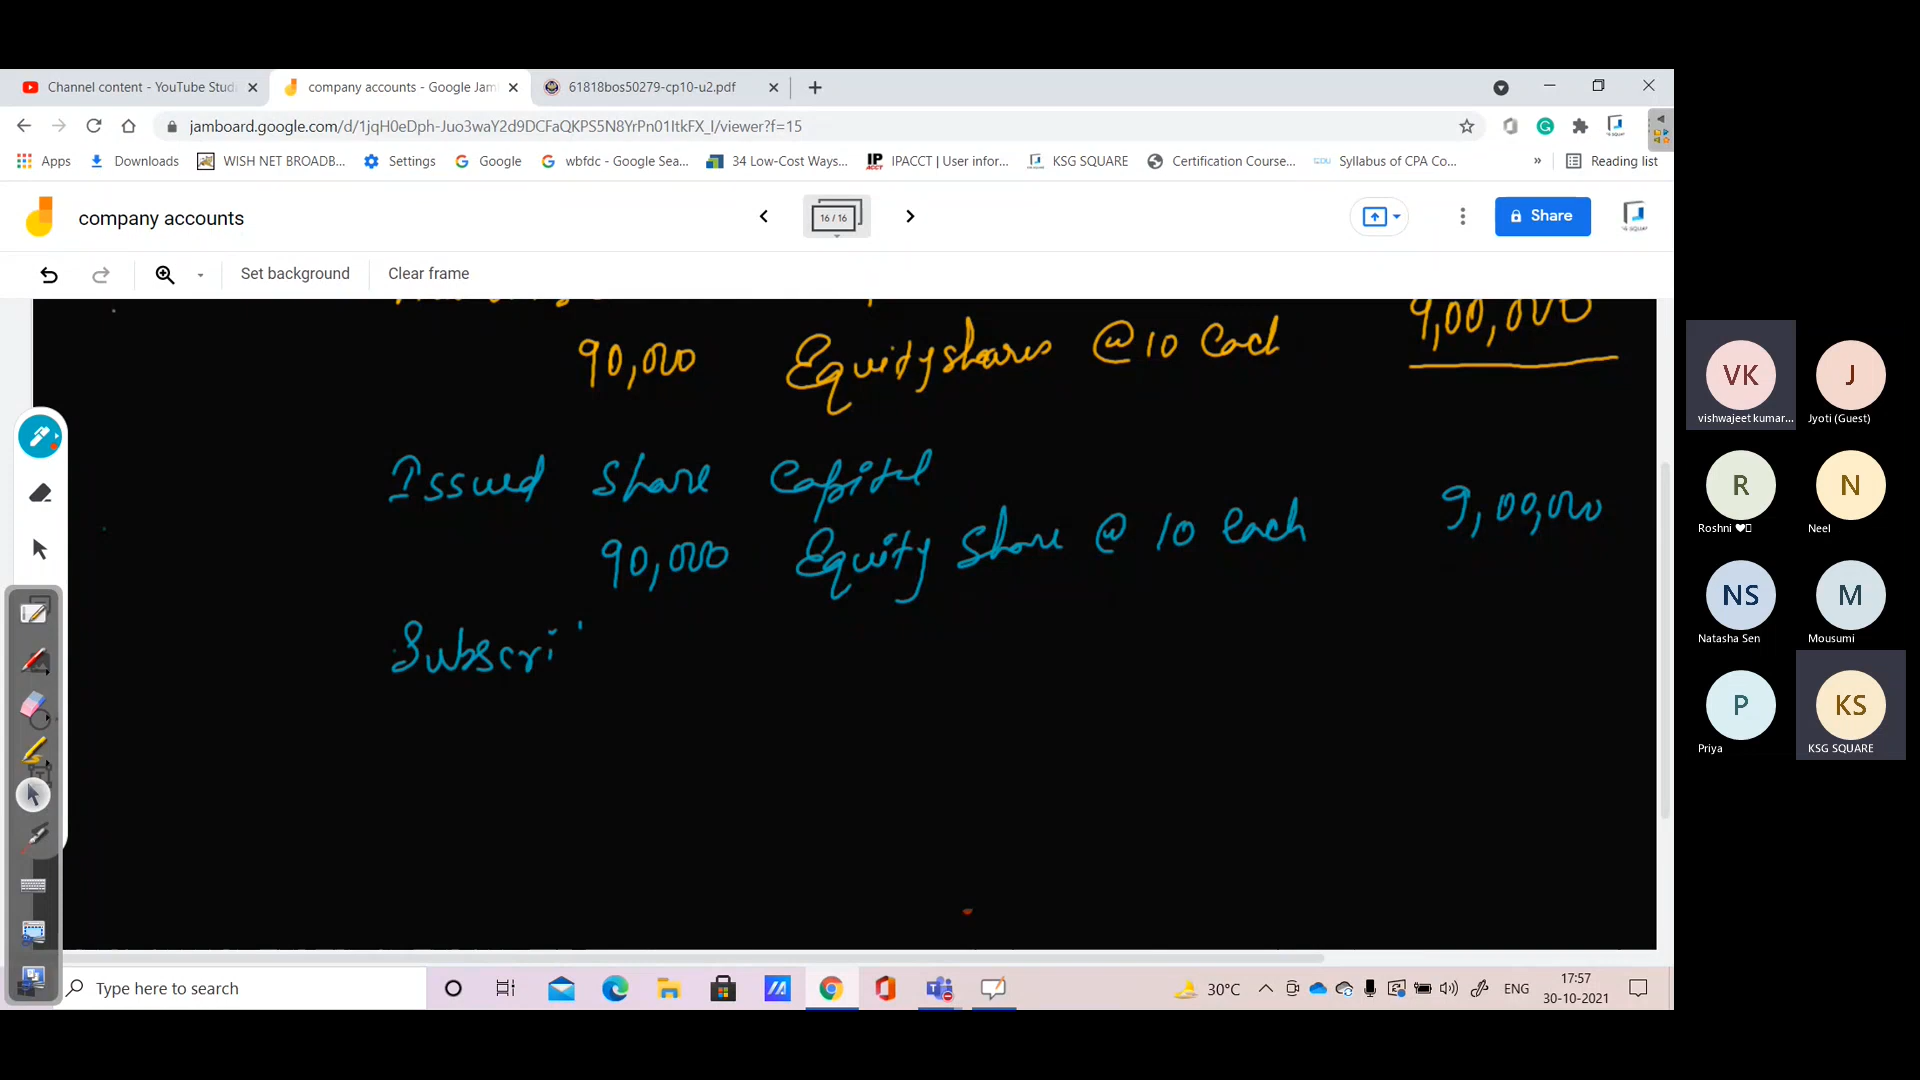 Channel content - YouTube Stud
company accounts - Google Jam
61818bos50279-cp10-u2.pdf
jamboard.google.com/d/1jqH0eDph-Juo3waY2d9DCFaQKPS5N8YrPn01ItkFX_I/viewer?f=15
Apps Downloads WISH NET BROADB... Settings Google wbfdc - Google Sea... 34 Low-Cost Ways... IPACCT | User infor... KSG SQUARE Certification Course... Syllabus of CPA Co... » Reading list
company accounts
16 / 16
Share
Set background Clear frame
9,00,000
90,000 Equity shares @ 10 Each
Issued Share Capital
90,000 Equity Share @ 10 Each 9,00,000
Subscri
VK
vishwajeet kumar...
J
Jyoti (Guest)
R
Roshni
N
Neel
NS
Natasha Sen
M
Mousumi
P
Priya
KS
KSG SQUARE
Type here to search
30°C
ENG
17:57
30-10-2021